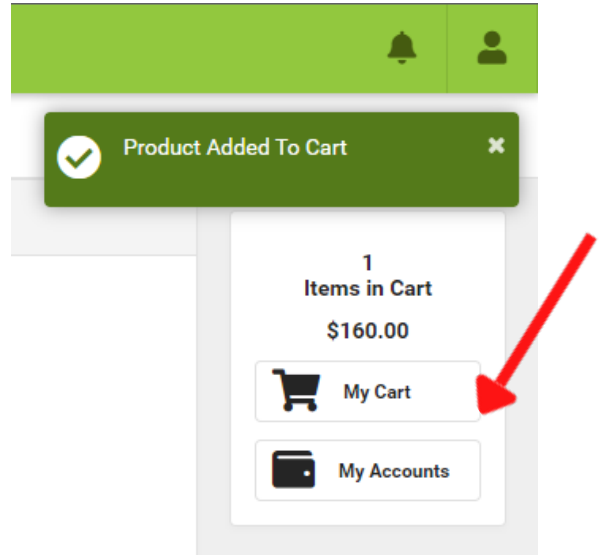 Product Added To Cart
1
Items in Cart
$160.00
My Cart
My Accounts